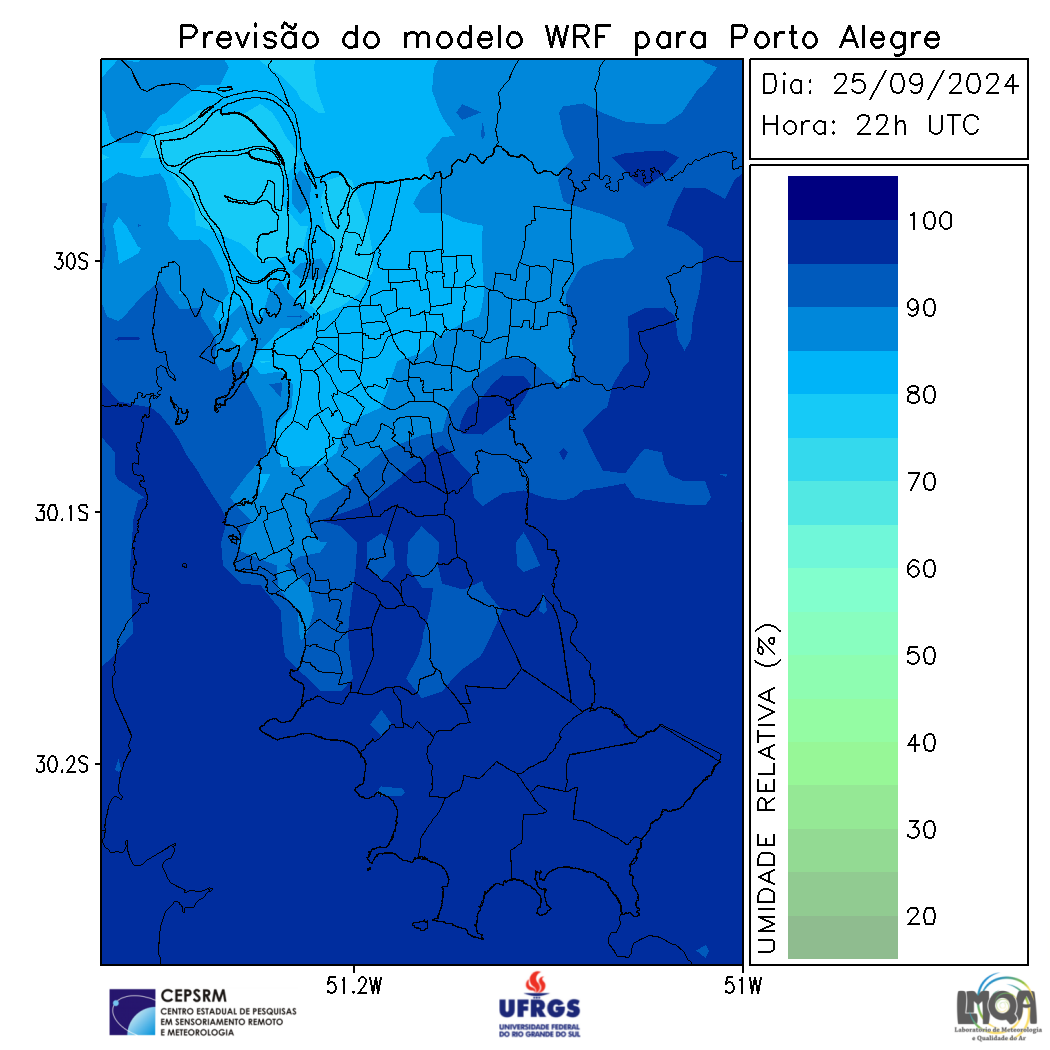 Previsão do modelo WRF para Porto Alegre
Dia: 25/09/2024
Hora: 22h UTC
30S
30.1S
30.2S
51.2W
51W
UMIDADE RELATIVA (%)
100
90
80
70
60
50
40
30
20
CEPSRM
CENTRO ESTADUAL DE PESQUISAS
EM SENSORIAMENTO REMOTO
E METEOROLOGIA
UFRGS
UNIVERSIDADE FEDERAL
DO RIO GRANDE DO SUL
LMQA
Laboratório de Meteorologia
e Qualidade do Ar